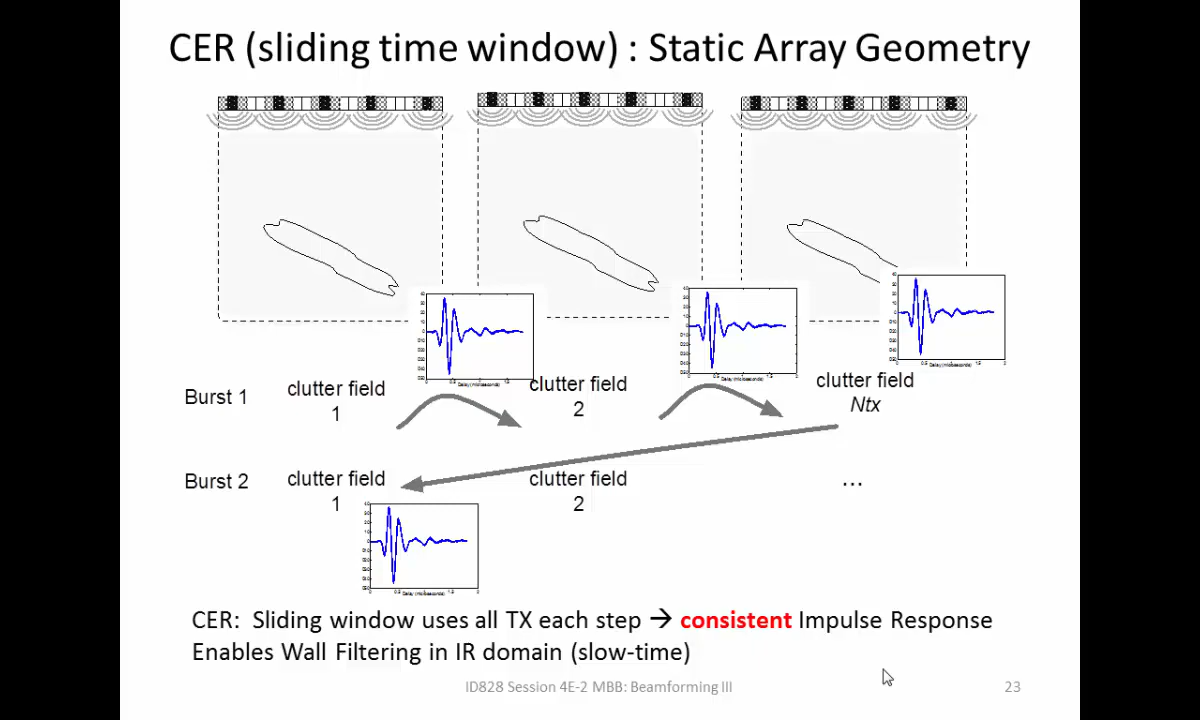 CER (sliding time window) : Static Array Geometry
Burst 1
clutter field
1
clutter field
2
clutter field
Ntx
Burst 2
clutter field
1
clutter field
2
…
CER: Sliding window uses all TX each step → consistent Impulse Response
Enables Wall Filtering in IR domain (slow-time)
ID828 Session 4E-2 MBB: Beamforming III
23